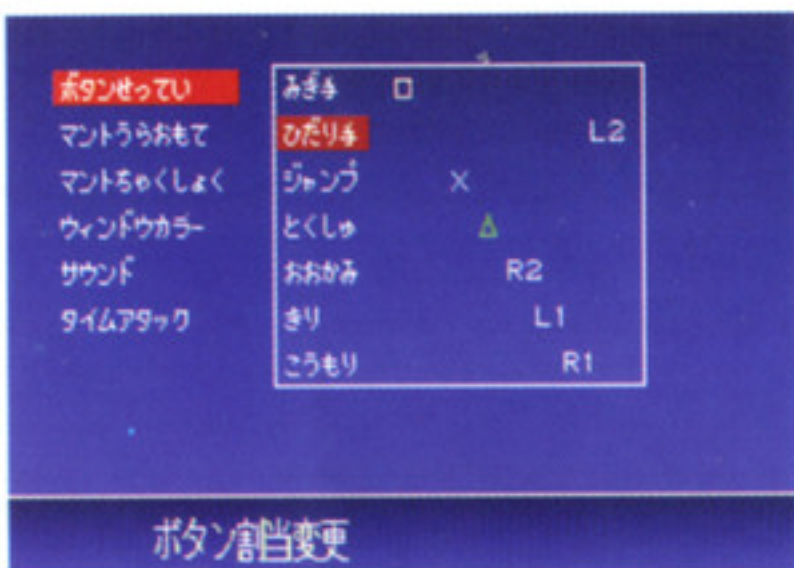 ボタンせってい
マントうらおもて
マントちゃくしょく
ウィンドウカラー
サウンド
タイムアタック
みぎ手 □
ひだり手 L2
ジャンプ X
とくしゅ △
おおかみ R2
きり L1
こうもり R1
ボタン割当変更